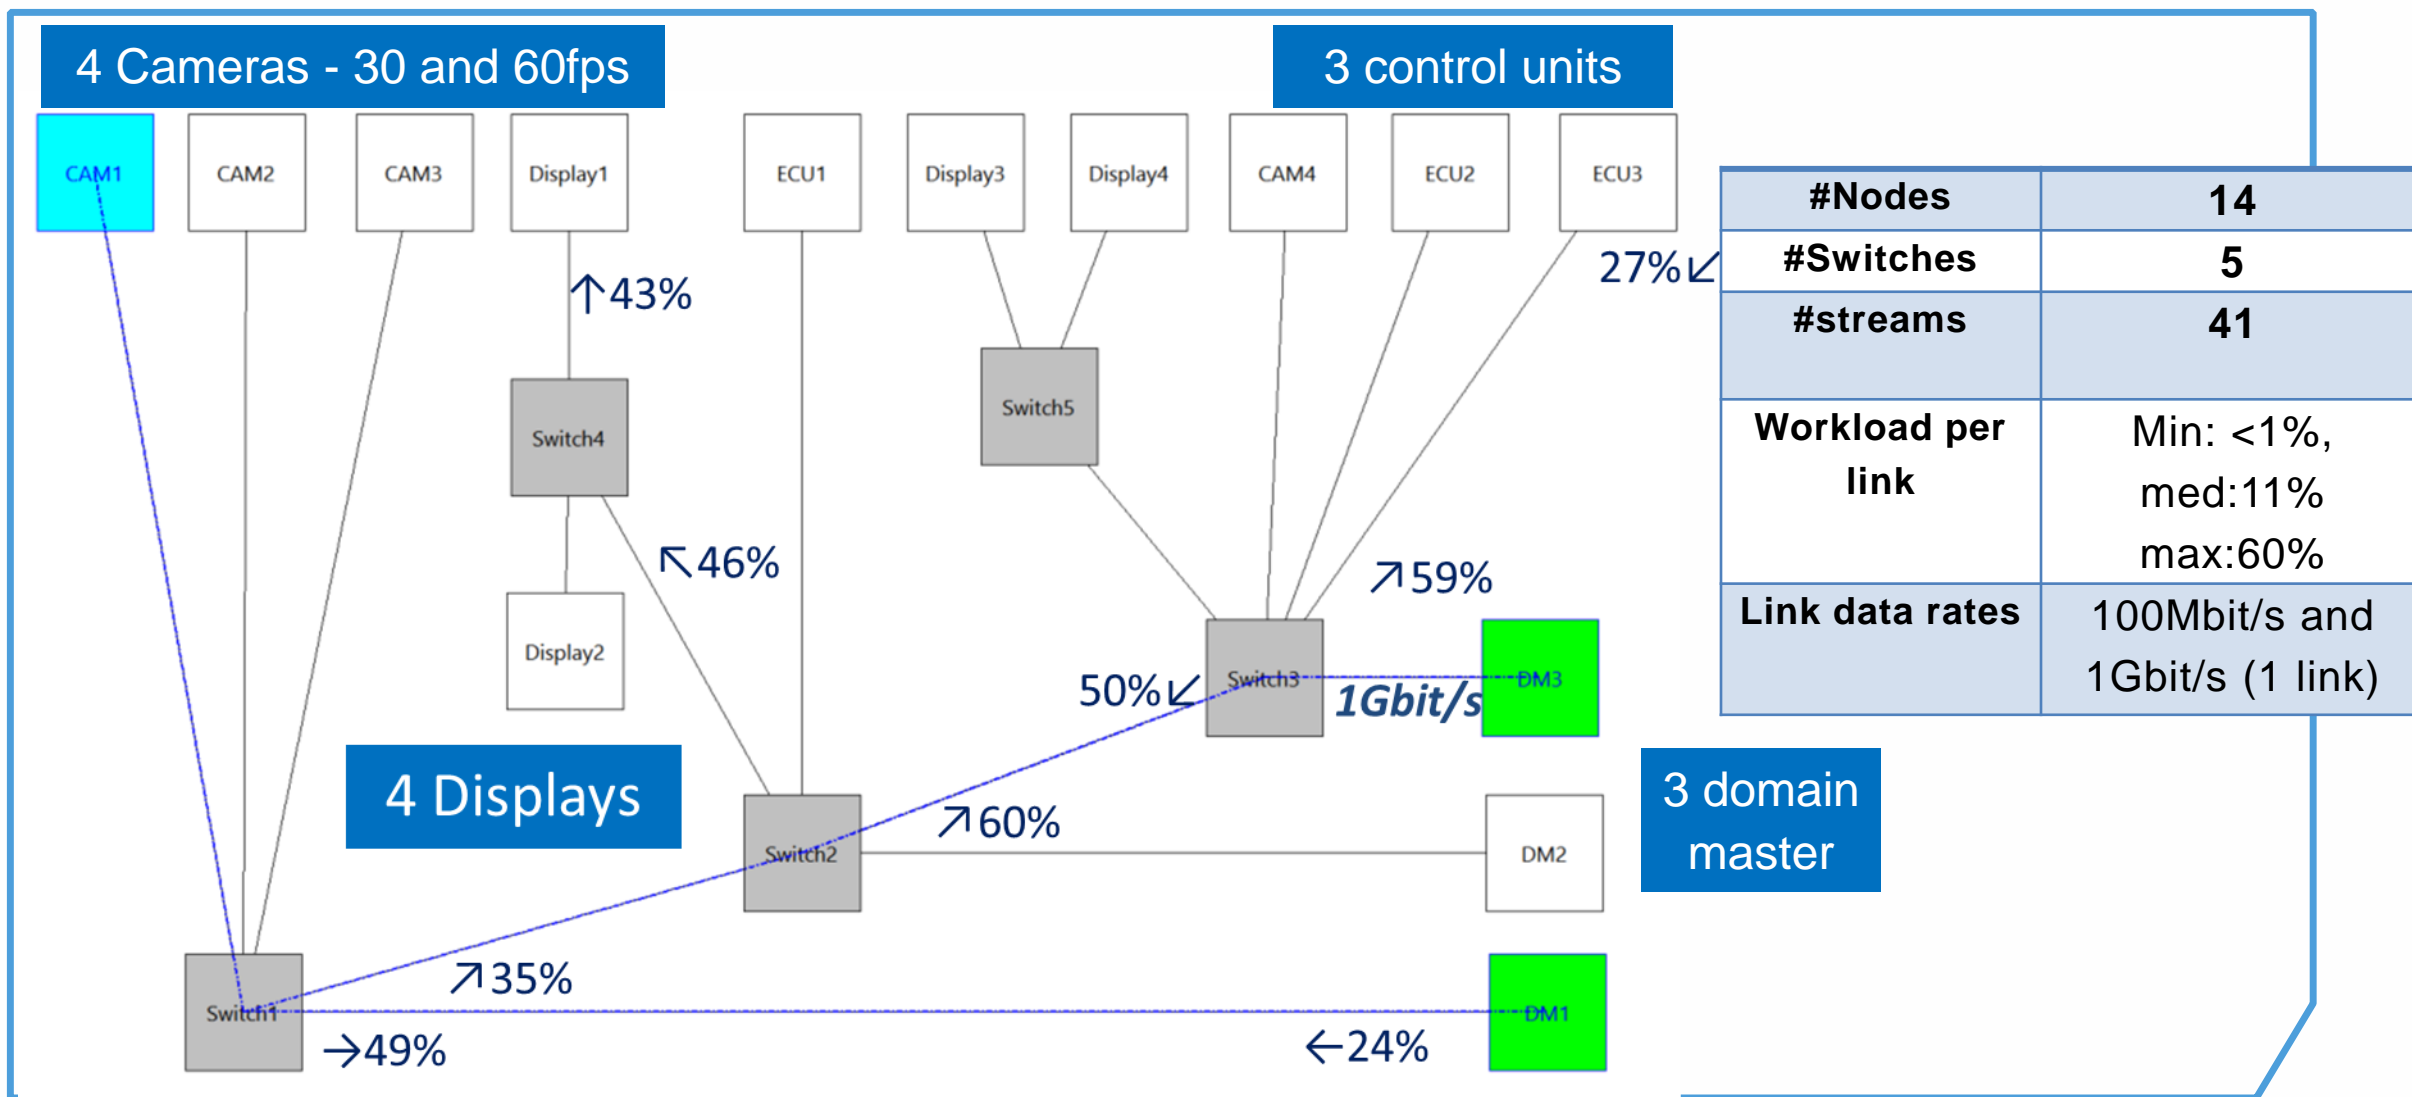 4 Cameras - 30 and 60fps
3 control units
CAM1
CAM2
CAM3
Display1
ECU1
Display3
Display4
CAM4
ECU2
ECU3
↑43%
27%↙
Switch5
Switch4
↖46%
↗59%
Display2
50%↙
Switch3
1Gbit/s
DM3
4 Displays
↗60%
Switch2
DM2
3 domain
master
↗35%
Switch1
DM1
→49%
←24%
#Nodes 14
#Switches 5
#streams 41
Workload per
link
Min: <1%,
med:11%
max:60%
Link data rates
100Mbit/s and
1Gbit/s (1 link)